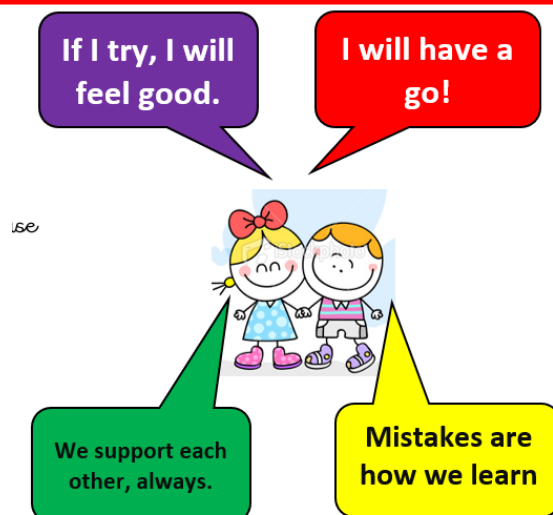 If I try, I will
feel good.
I will have a
go!
We support each
other, always.
Mistakes are
how we learn